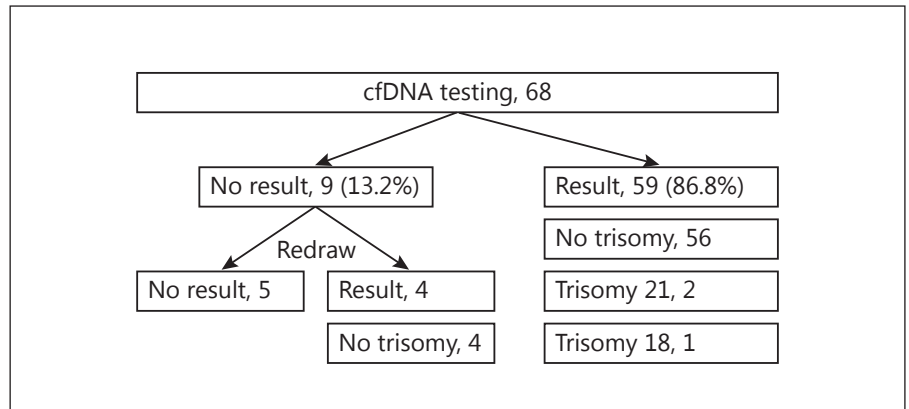 cfDNA testing, 68
No result, 9 (13.2%)
Result, 59 (86.8%)
No trisomy, 56
Redraw
No result, 5
Result, 4
Trisomy 21, 2
No trisomy, 4
Trisomy 18, 1